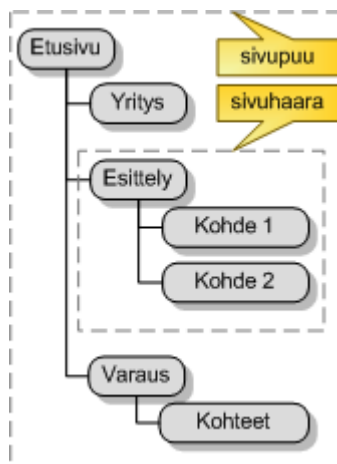 Etusivu
sivupuu
Yritys
sivuhaara
Esittely
Kohde 1
Kohde 2
Varaus
Kohteet